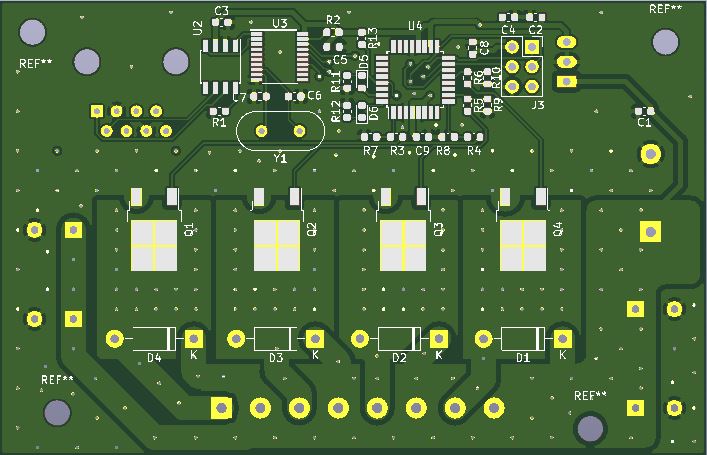 REF**
C3
U2
U3
R2
R13
C5
D5
R11
U4
C8
C4
C2
REF**
REF**
C7
C6
R1
R12
D6
R6
R10
R5
R9
J3
C1
Y1
R7
R3
C9
R8
R4
Q1
Q2
Q3
Q4
D4
K
D3
K
D2
K
D1
K
REF**
REF**